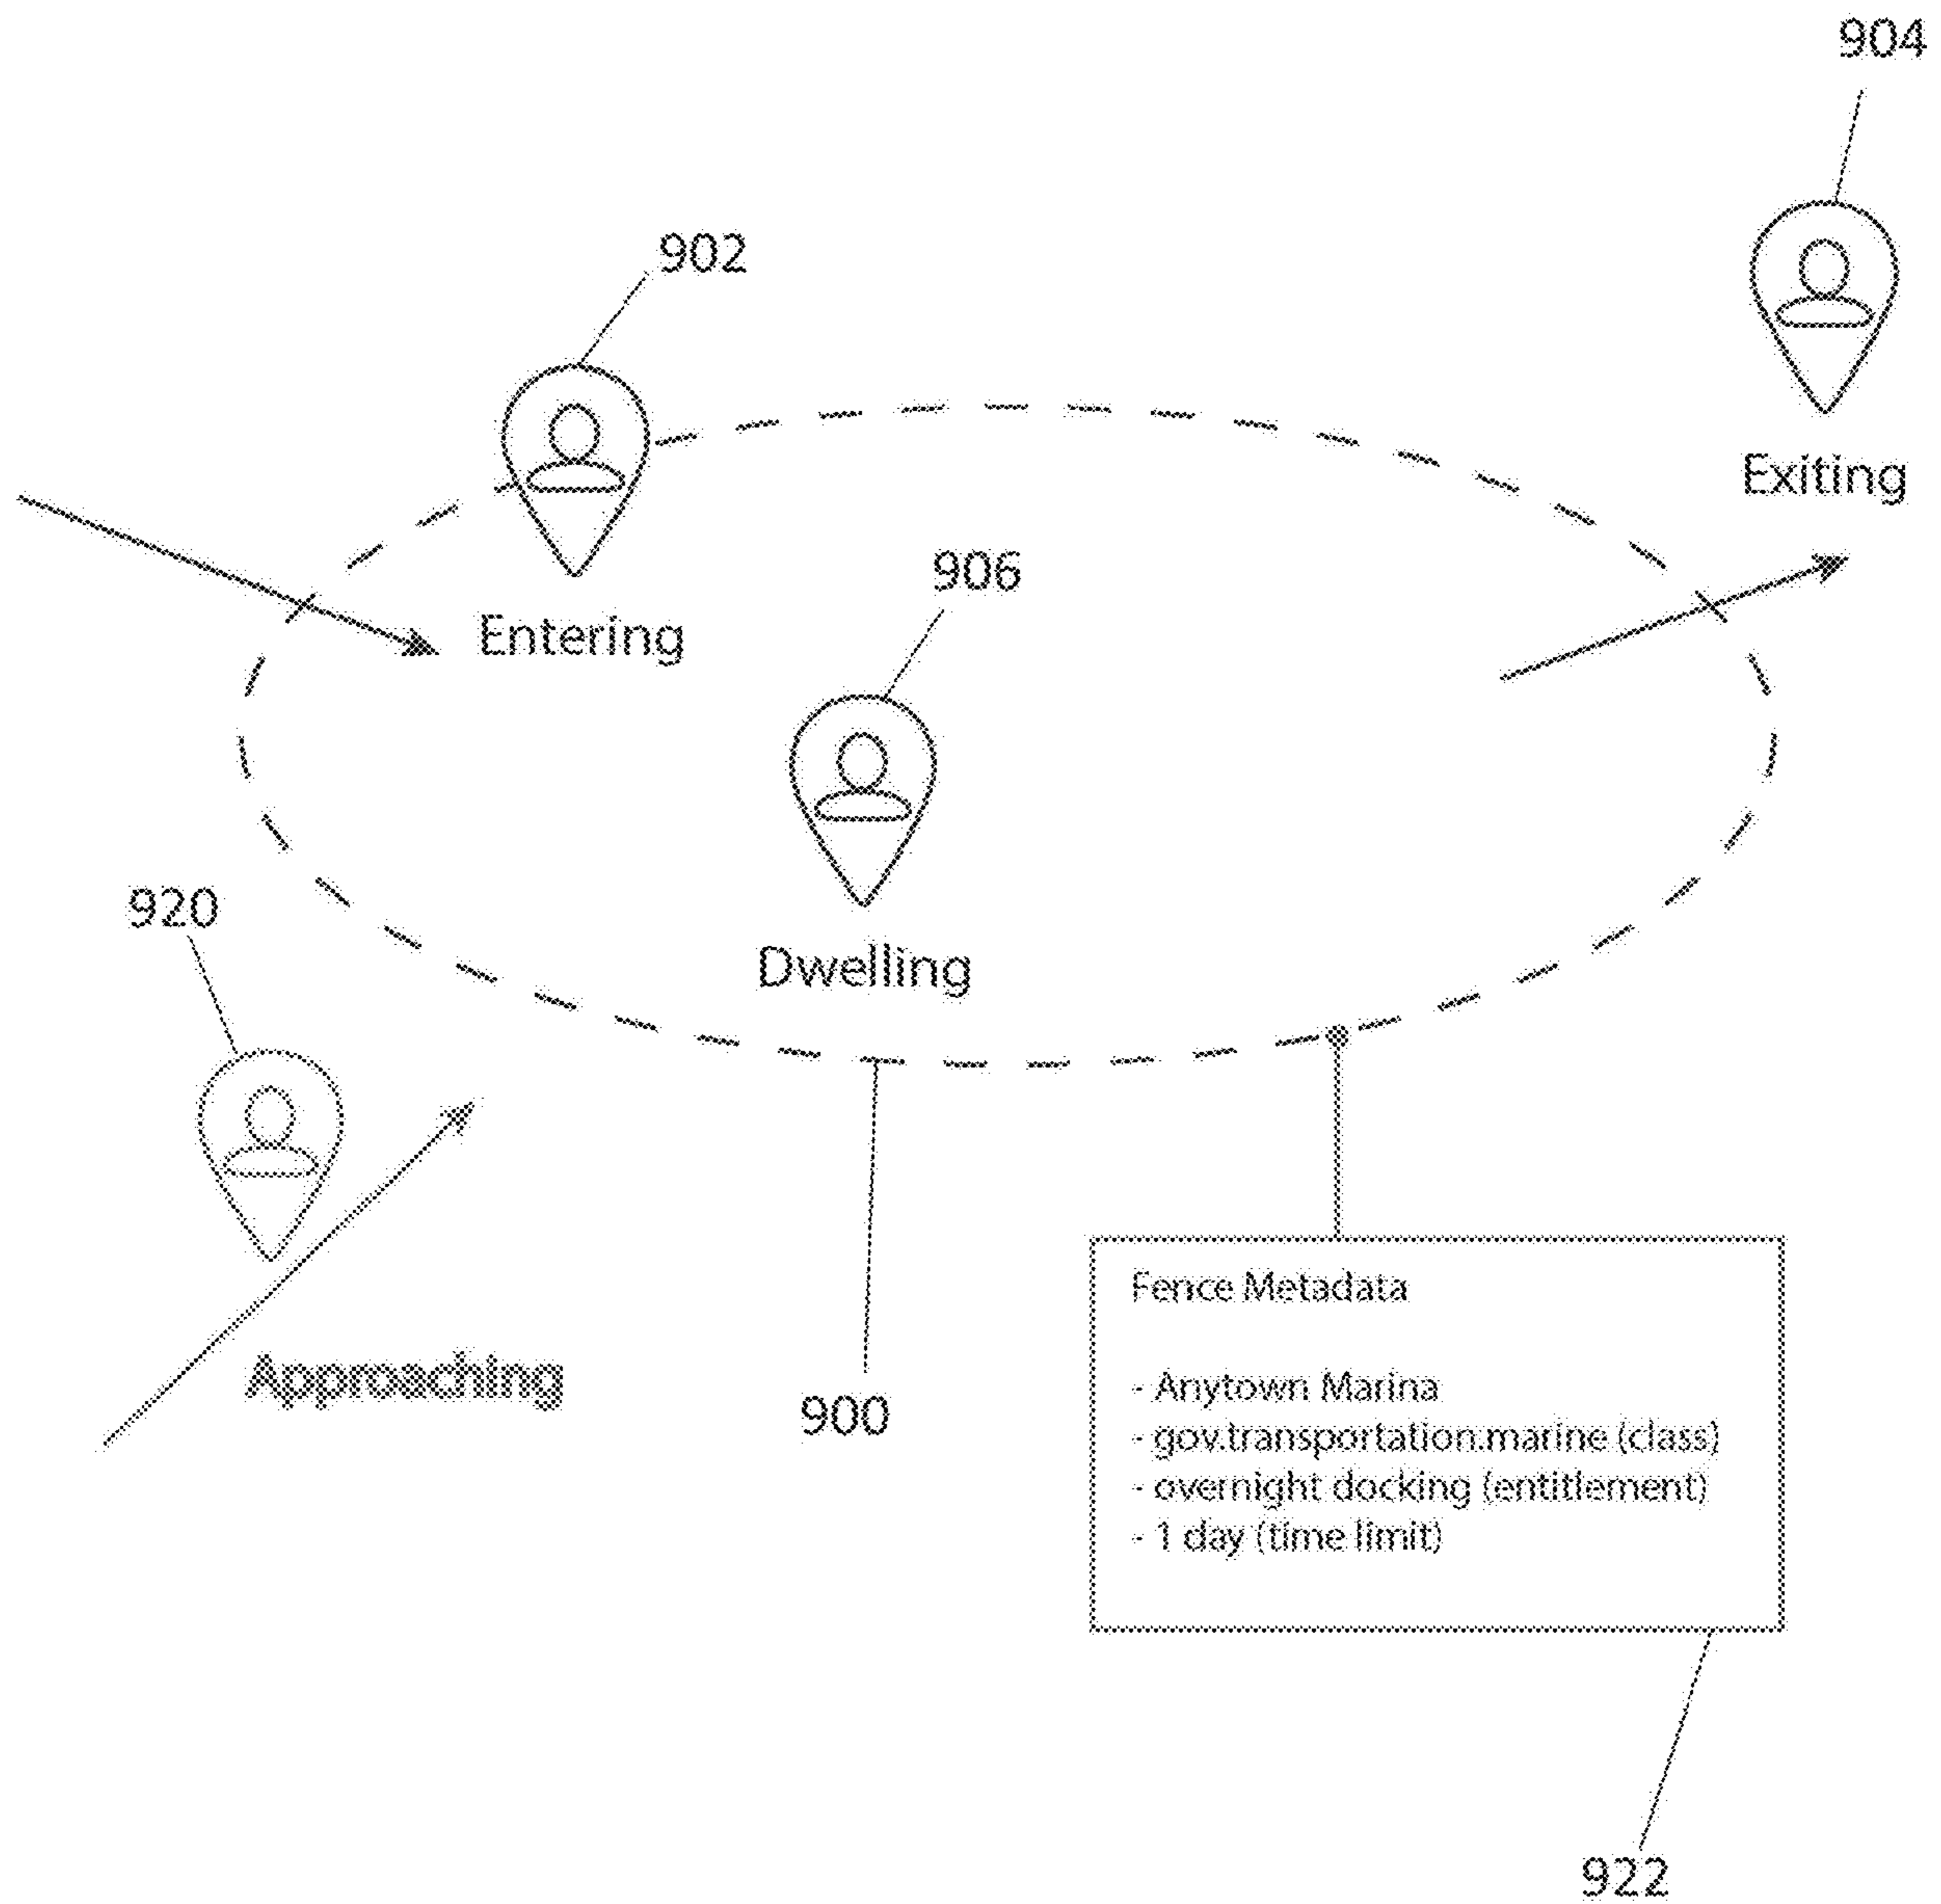 904
902
Exiting
906
Entering
920
Dwelling
Approaching
900
Fence Metadata
- Anytown Marina
- gov.transportation.marine (class)
- overnight docking (entitlement)
- 1 day (time limit)
922